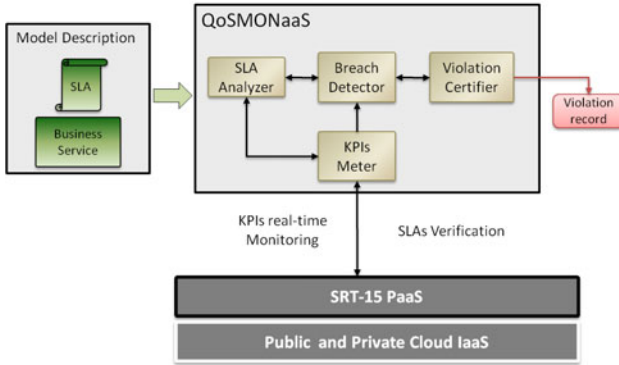 Model Description
SLA
Business
Service
QoSMONaaS
SLA
Analyzer
Breach
Detector
Violation
Certifier
KPIs
Meter
Violation
record
KPIs real-time
Monitoring
SLAs Verification
SRT-15 PaaS
Public and Private Cloud IaaS